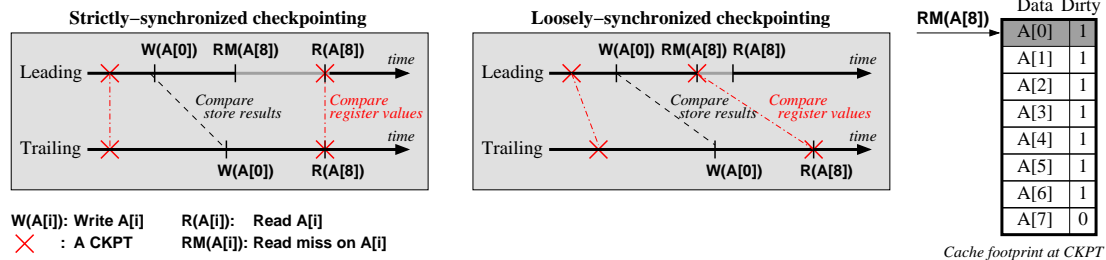 Strictly−synchronized checkpointing
W(A[0]) RM(A[8]) R(A[8])
time
Leading
Compare
store results
Compare
register values
time
Trailing
W(A[0]) R(A[8])
Loosely−synchronized checkpointing
W(A[0]) RM(A[8]) R(A[8])
time
Leading
Compare
store results
Compare
register values
time
Trailing
W(A[0]) R(A[8])
W(A[i]): Write A[i] R(A[i]): Read A[i]
: A CKPT RM(A[i]): Read miss on A[i]
RM(A[8])
Data Dirty
A[0] 1
A[1] 1
A[2] 1
A[3] 1
A[4] 1
A[5] 1
A[6] 1
A[7] 0
Cache footprint at CKPT